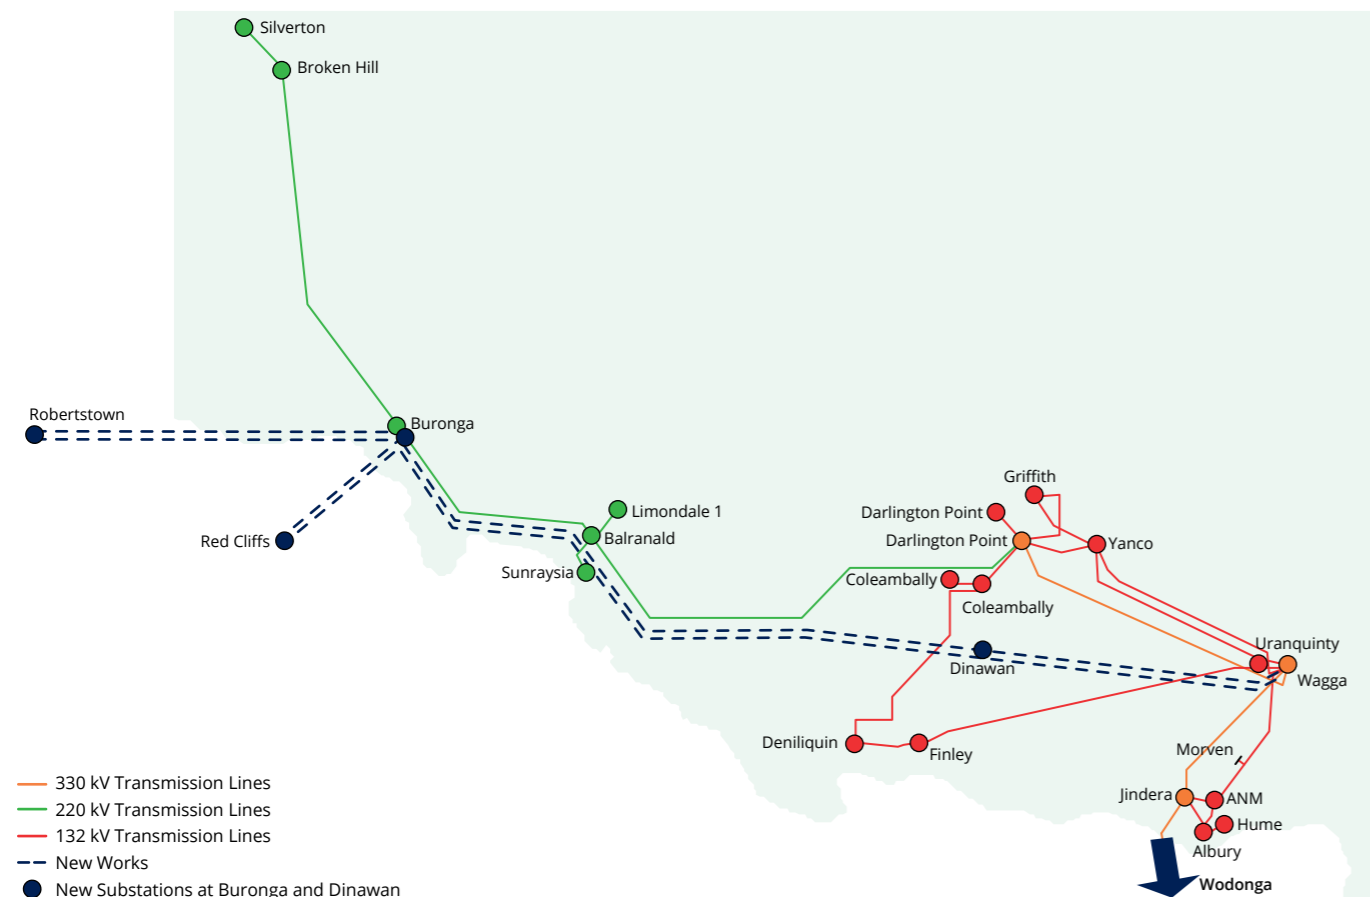 Silverton
Broken Hill
Robertstown
Buronga
Griffith
Limondale 1
Darlington Point
Red Cliffs
Balranald
Darlington Point
Yanco
Sunraysia
Coleambally
Coleambally
Uranquinty
Dinawan
Wagga
Deniliquin
Finley
Morven
330 kV Transmission Lines
Jindera
ANM
220 kV Transmission Lines
Hume
132 kV Transmission Lines
Albury
New Works
Wodonga
New Substations at Buronga and Dinawan